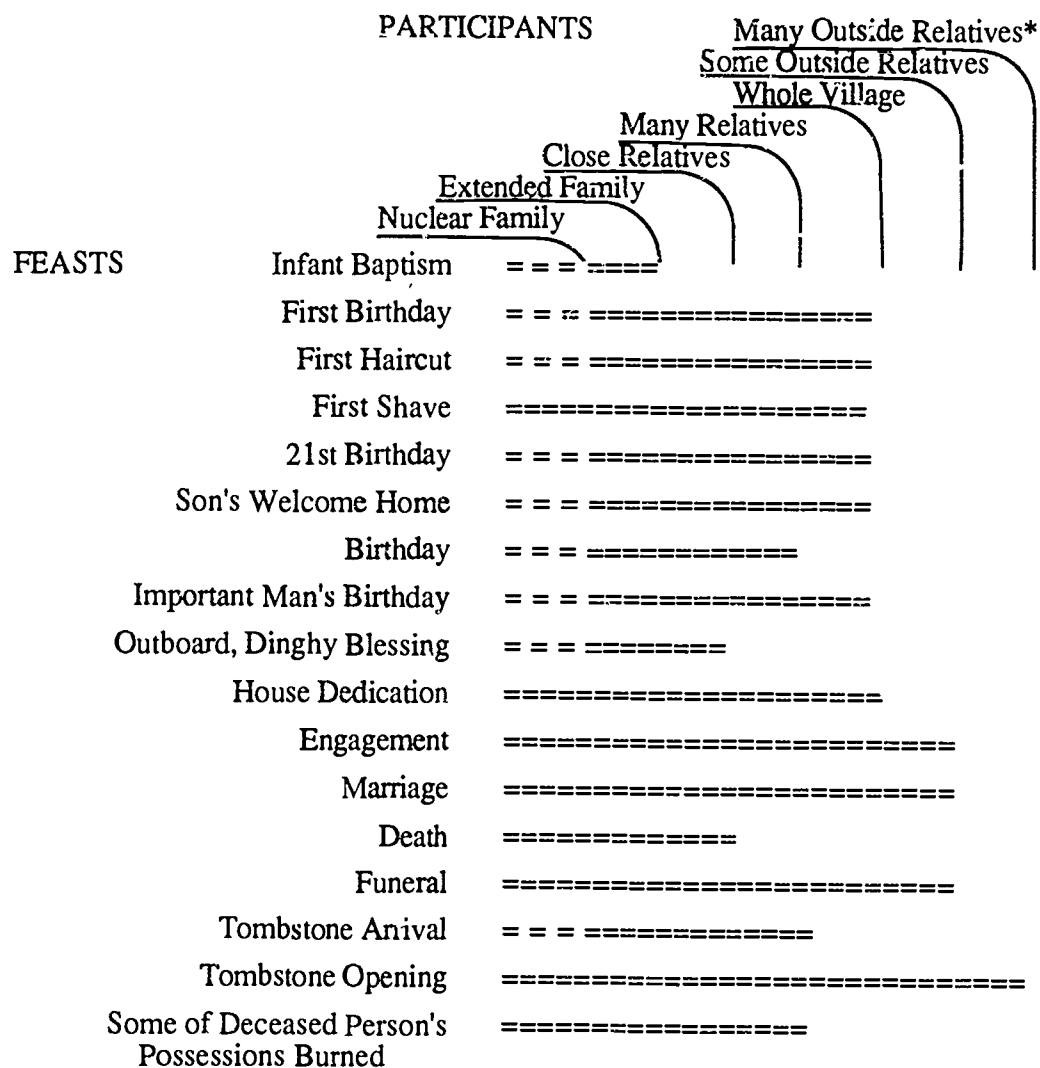 PARTICIPANTS
Many Outside Relatives*
Some Outside Relatives
Whole Village
Many Relatives
Close Relatives
Extended Family
Nuclear Family
FEASTS
Infant Baptism = = = =====
First Birthday = = = ================
First Haircut = = = ================
First Shave ====================
21st Birthday = = = ================
Son's Welcome Home = = = ================
Birthday = = = ============
Important Man's Birthday = = = ================
Outboard, Dinghy Blessing = = = ========
House Dedication =====================
Engagement =========================
Marriage =========================
Death =============
Funeral =========================
Tombstone Arrival = = = =============
Tombstone Opening =============================
Some of Deceased Person's =================
Possessions Burned